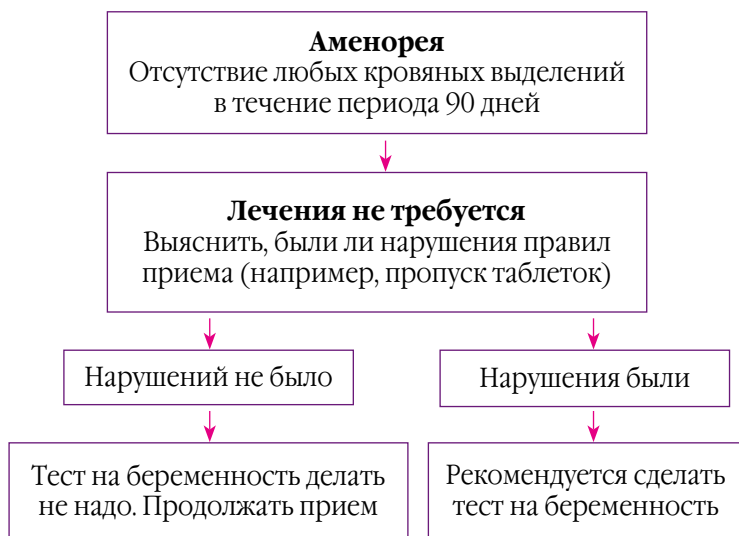 Аменорея
Отсутствие любых кровяных выделений
в течение периода 90 дней
Лечения не требуется
Выяснить, были ли нарушения правил
приема (например, пропуск таблеток)
Нарушений не было
Нарушения были
Тест на беременность делать
не надо. Продолжать прием
Рекомендуется сделать
тест на беременность